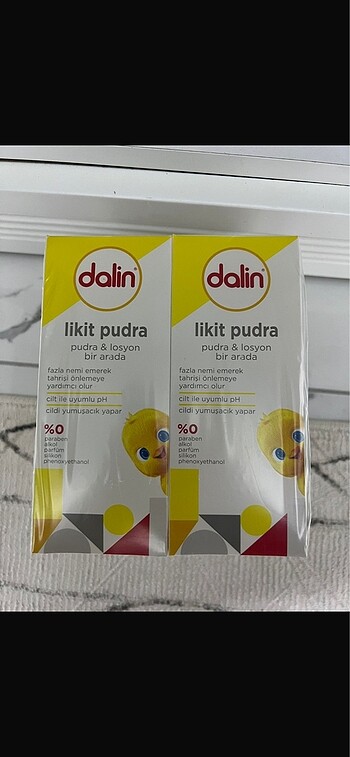 dalin
likit pudra
pudra & losyon
bir arada
fazla nemi emerek
tahrişi önlemeye
yardımcı olur
cilt ile uyumlu pH
cildi yumuşacık yapar
%0
paraben
alkol
parfüm
silikon
phenoxyethanol
dalin
likit pudra
pudra & losyon
bir arada
fazla nemi emerek
tahrişi önlemeye
yardımcı olur
cilt ile uyumlu pH
cildi yumuşacık yapar
%0
paraben
alkol
parfüm
silikon
phenoxyethanol